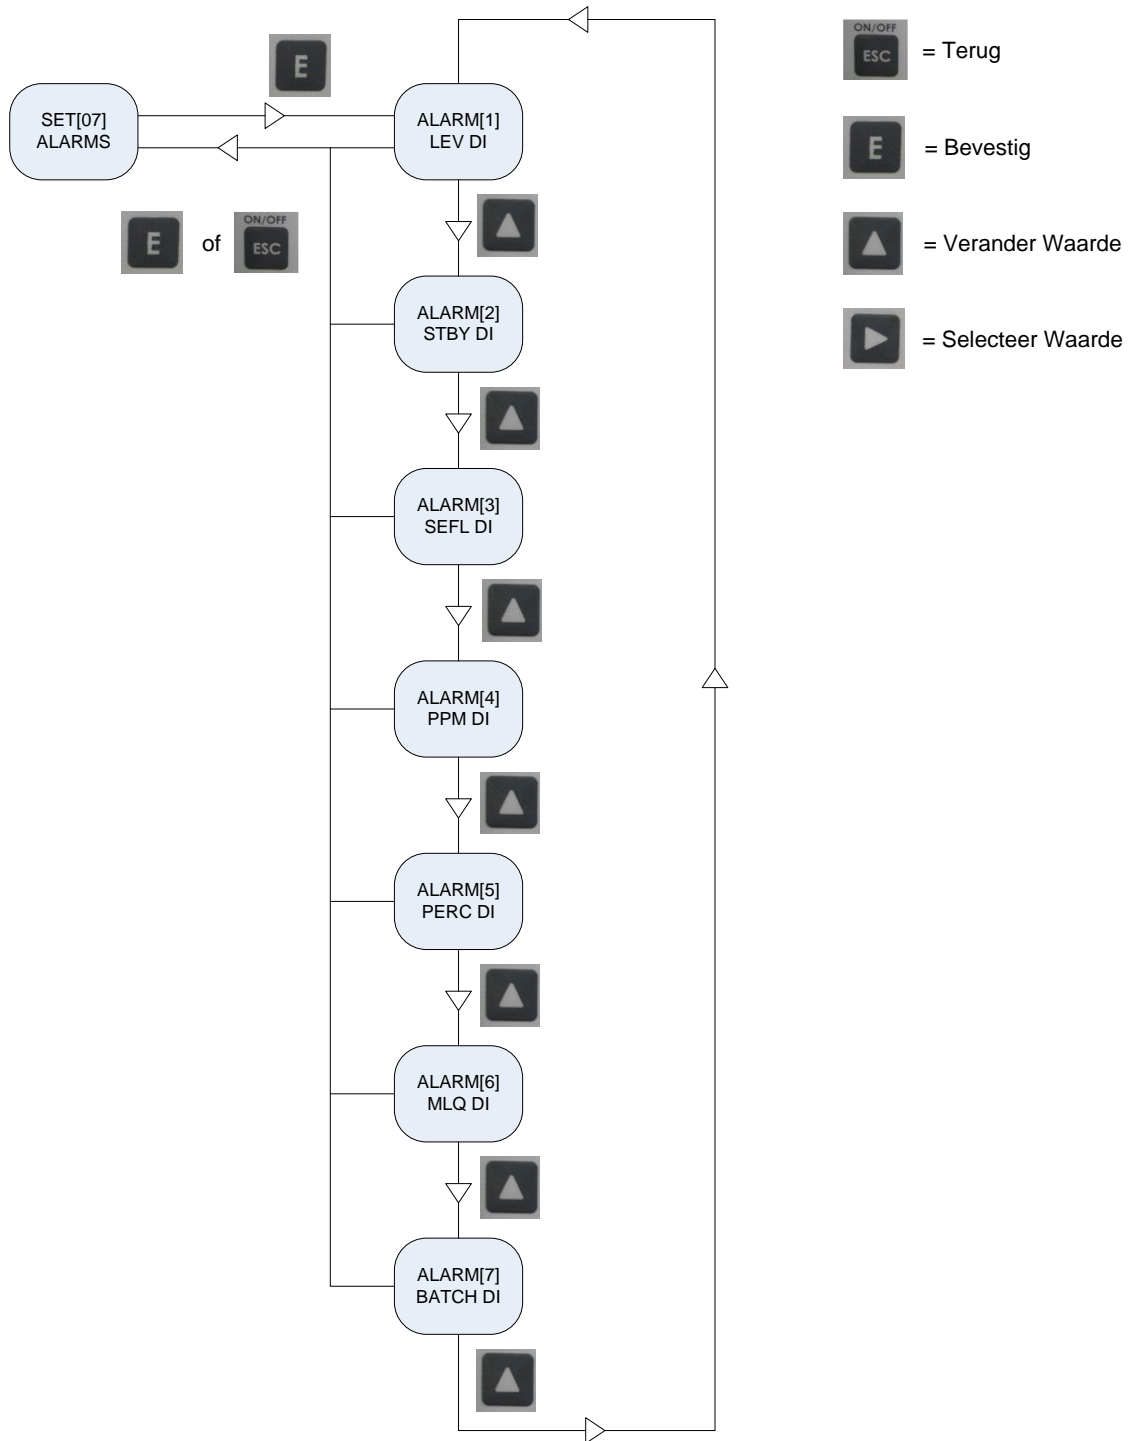 ON/OFF
ESC
= Terug
E
SET[07]
ALARMS
ALARM[1]
LEV DI
E
= Bevestig
E
of
ON/OFF
ESC
= Verander Waarde
ALARM[2]
STBY DI
= Selecteer Waarde
ALARM[3]
SEFL DI
ALARM[4]
PPM DI
ALARM[5]
PERC DI
ALARM[6]
MLQ DI
ALARM[7]
BATCH DI